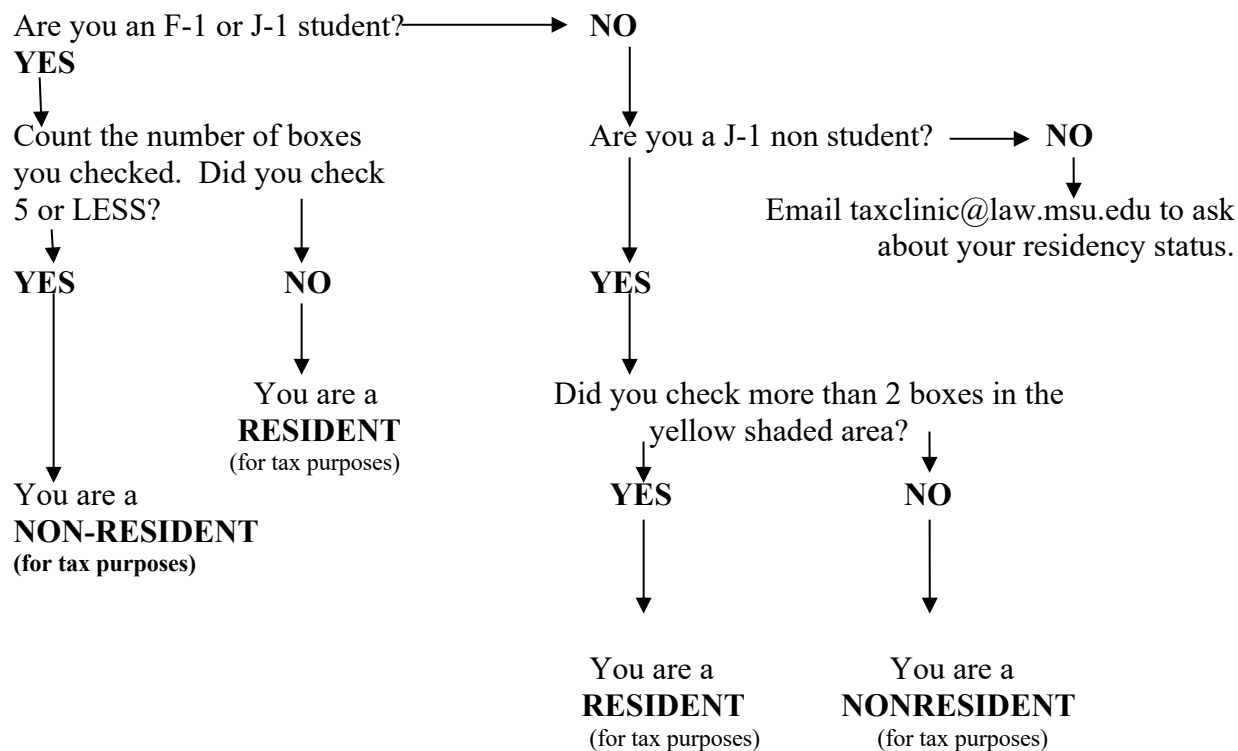 Are you an F-1 or J-1 student?
NO
YES
Count the number of boxes
you checked. Did you check
5 or LESS?
YES
NO
You are a
RESIDENT
(for tax purposes)
You are a
NON-RESIDENT
(for tax purposes)
Are you a J-1 non student?
NO
Email taxclinic@law.msu.edu to ask
about your residency status.
YES
Did you check more than 2 boxes in the
yellow shaded area?
YES
NO
You are a
RESIDENT
(for tax purposes)
You are a
NONRESIDENT
(for tax purposes)